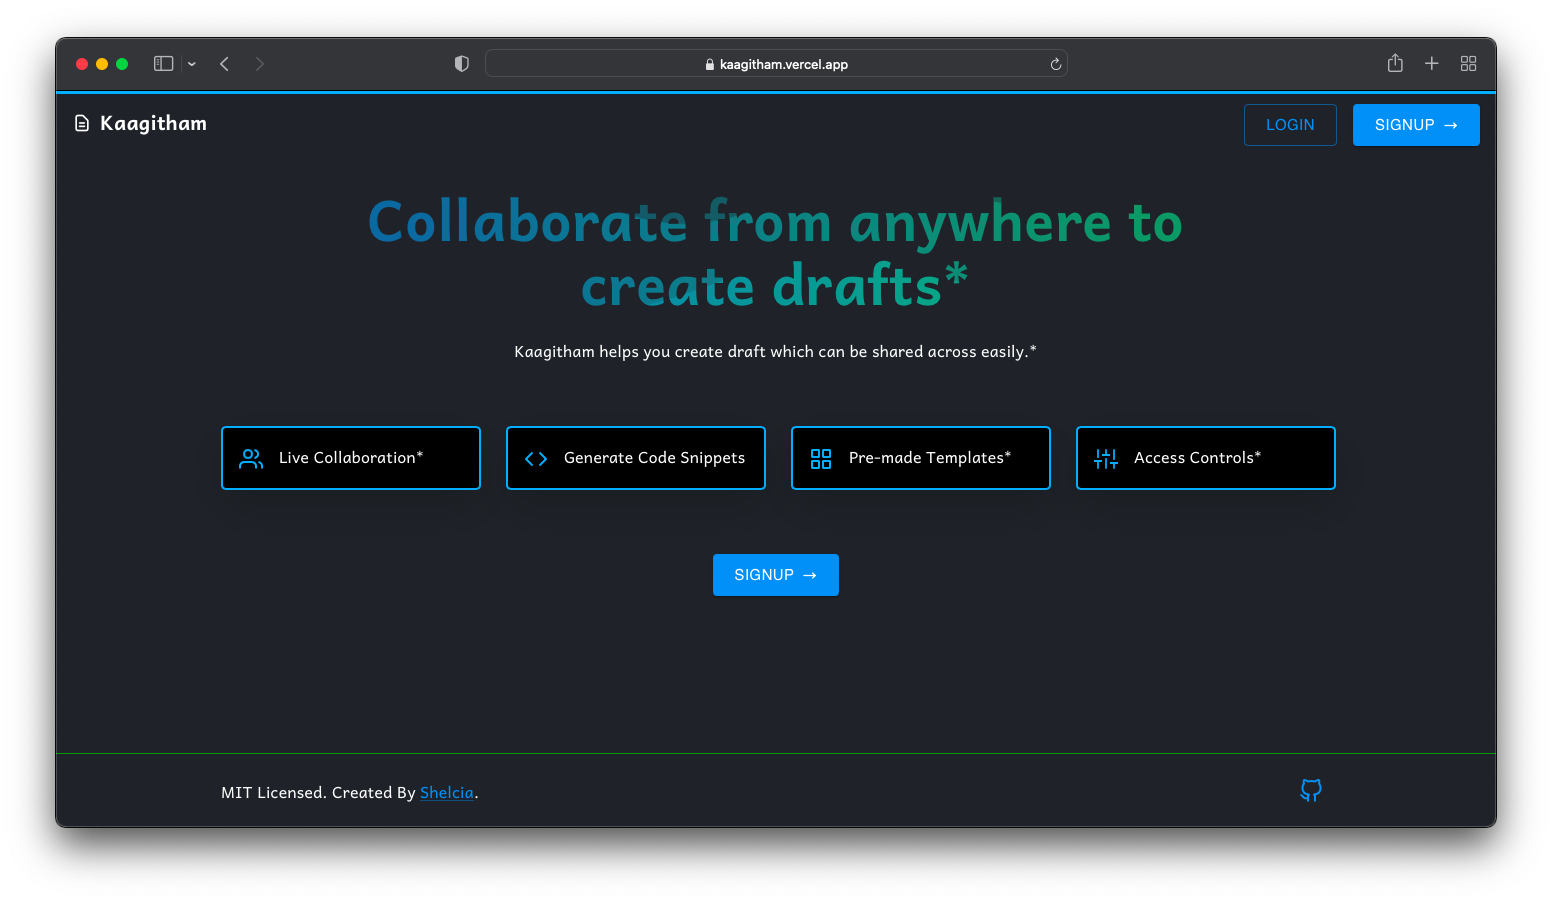 kaagitham.vercel.app
Kaagitham
LOGIN
SIGNUP →
Collaborate from anywhere to
create drafts*
Kaagitham helps you create draft which can be shared across easily.*
Live Collaboration*
Generate Code Snippets
Pre-made Templates*
Access Controls*
SIGNUP →
MIT Licensed. Created By Shelcia.